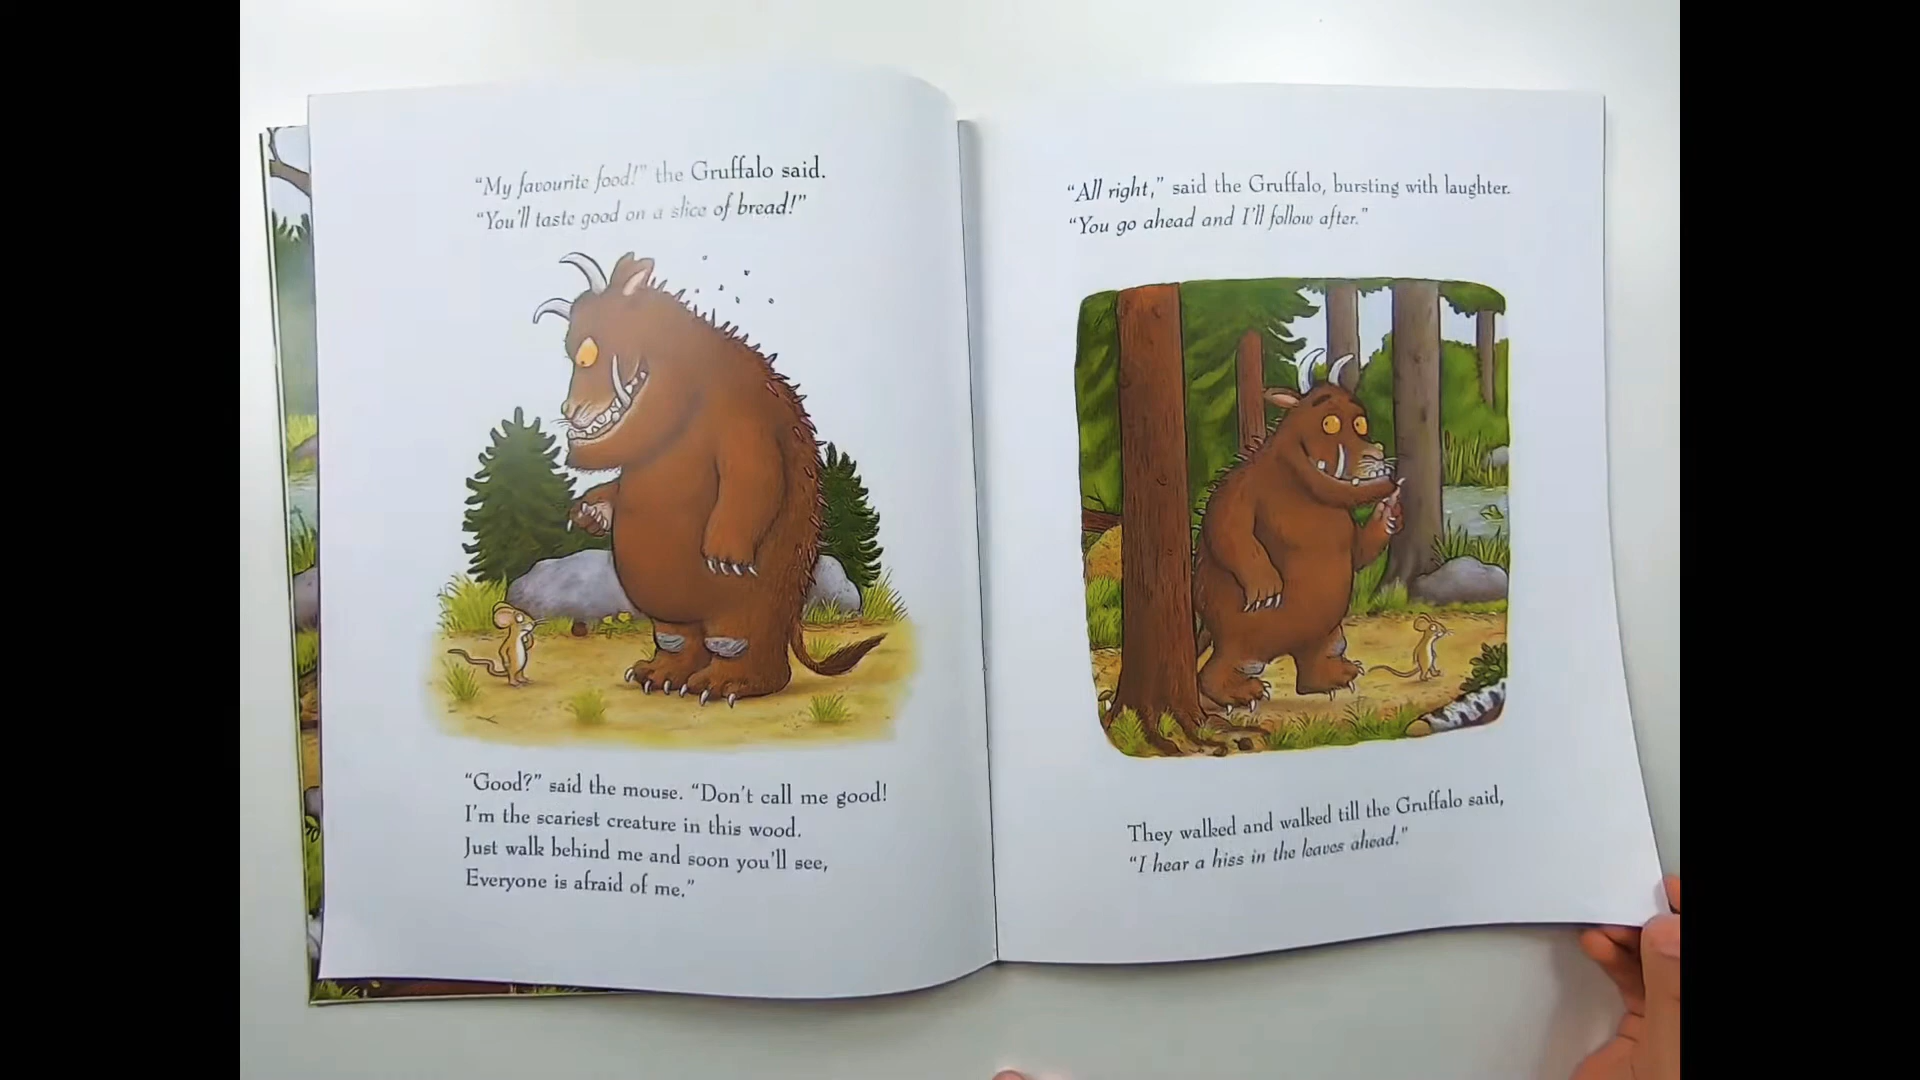 “My favourite food!” the Gruffalo said.
“You’ll taste good on a slice of bread!”
“Good?” said the mouse. “Don’t call me good!
I’m the scariest creature in this wood.
Just walk behind me and soon you’ll see,
Everyone is afraid of me.”
“All right,” said the Gruffalo, bursting with laughter.
“You go ahead and I’ll follow after.”
They walked and walked till the Gruffalo said,
“I hear a hiss in the leaves ahead.”